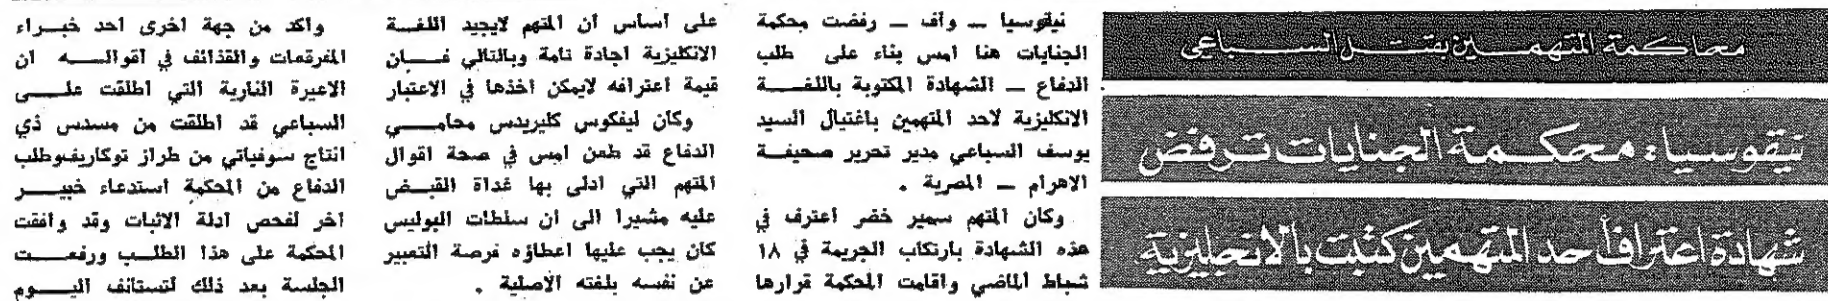 محاكمة المتهمين بقتل السباعي
نيقوسيا: محكمة الجنايات ترفض
شهادة اعتراف احد المتهمين كتبت بالانجليزية
نيقوسيا ــ وأف ــ رفضت محكمة
الجنايات هنا امس بناء على طلب
الدفاع ــ الشهادة المكتوبة باللغة
الانكليزية لاحد المتهمين باغتيال السيد
يوسف السباعي مدير تحرير صحيفة
الاهرام ــ المصرية .
وكان المتهم سمير خضر اعترف في
هذه الشهادة بارتكاب الجريمة في ١٨
شباط الماضي واقامت المحكمة قرارها
على اساس ان المتهم لايجيد اللغة
الانكليزية اجادة تامة وبالتالي فان
قيمة اعترافه لايمكن اخذها في الاعتبار
وكان ليفكوس كليريدس محامي
الدفاع قد طعن امس في صحة اقوال
المتهم التي ادلى بها غداة القبض
عليه مشيرا الى ان سلطات البوليس
كان يجب عليها اعطاؤه فرصة التعبير
عن نفسه بلغته الاصلية .
واكد من جهة اخرى احد خبراء
المفرقعات والقذائف في اقواله ان
الاعيرة النارية التي اطلقت على
السباعي قد اطلقت من مسدس ذي
انتاج سوفياتي من طراز توكاريف وطلب
الدفاع من المحكمة استدعاء خبير
اخر لفحص ادلة الاثبات وقد وافقت
المحكمة على هذا الطلب ورفعت
الجلسة بعد ذلك لتستانف اليوم